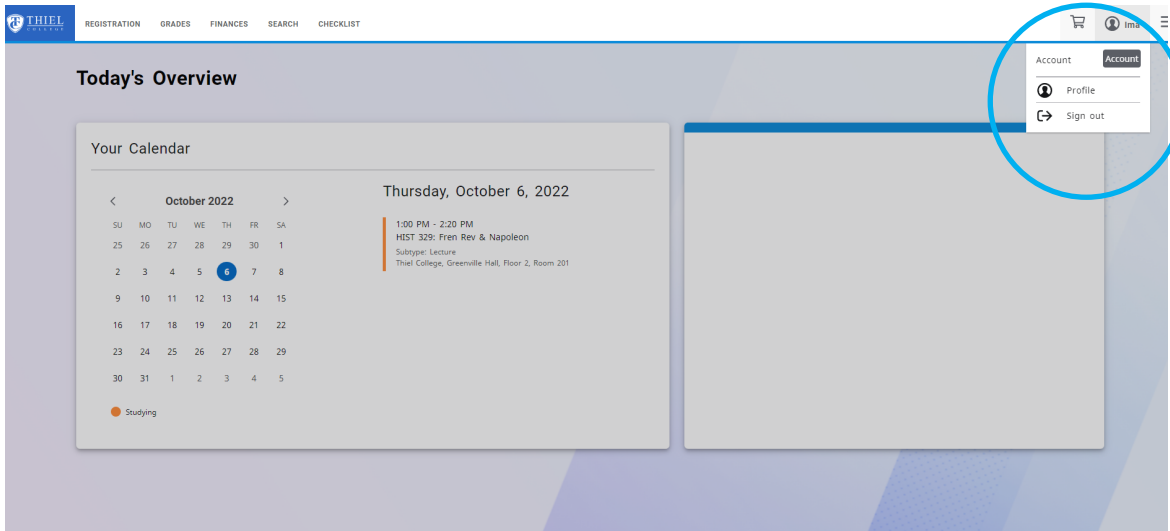 THIEL
COLLEGE
REGISTRATION GRADES FINANCES SEARCH CHECKLIST
Ima
Account Account
Profile
Sign out
Today's Overview
Your Calendar
October 2022
SU MO TU WE TH FR SA
25 26 27 28 29 30 1
2 3 4 5 6 7 8
9 10 11 12 13 14 15
16 17 18 19 20 21 22
23 24 25 26 27 28 29
30 31 1 2 3 4 5
Studying
Thursday, October 6, 2022
1:00 PM - 2:20 PM
HIST 329: Fren Rev & Napoleon
Subtype: Lecture
Thiel College, Greenville Hall, Floor 2, Room 201